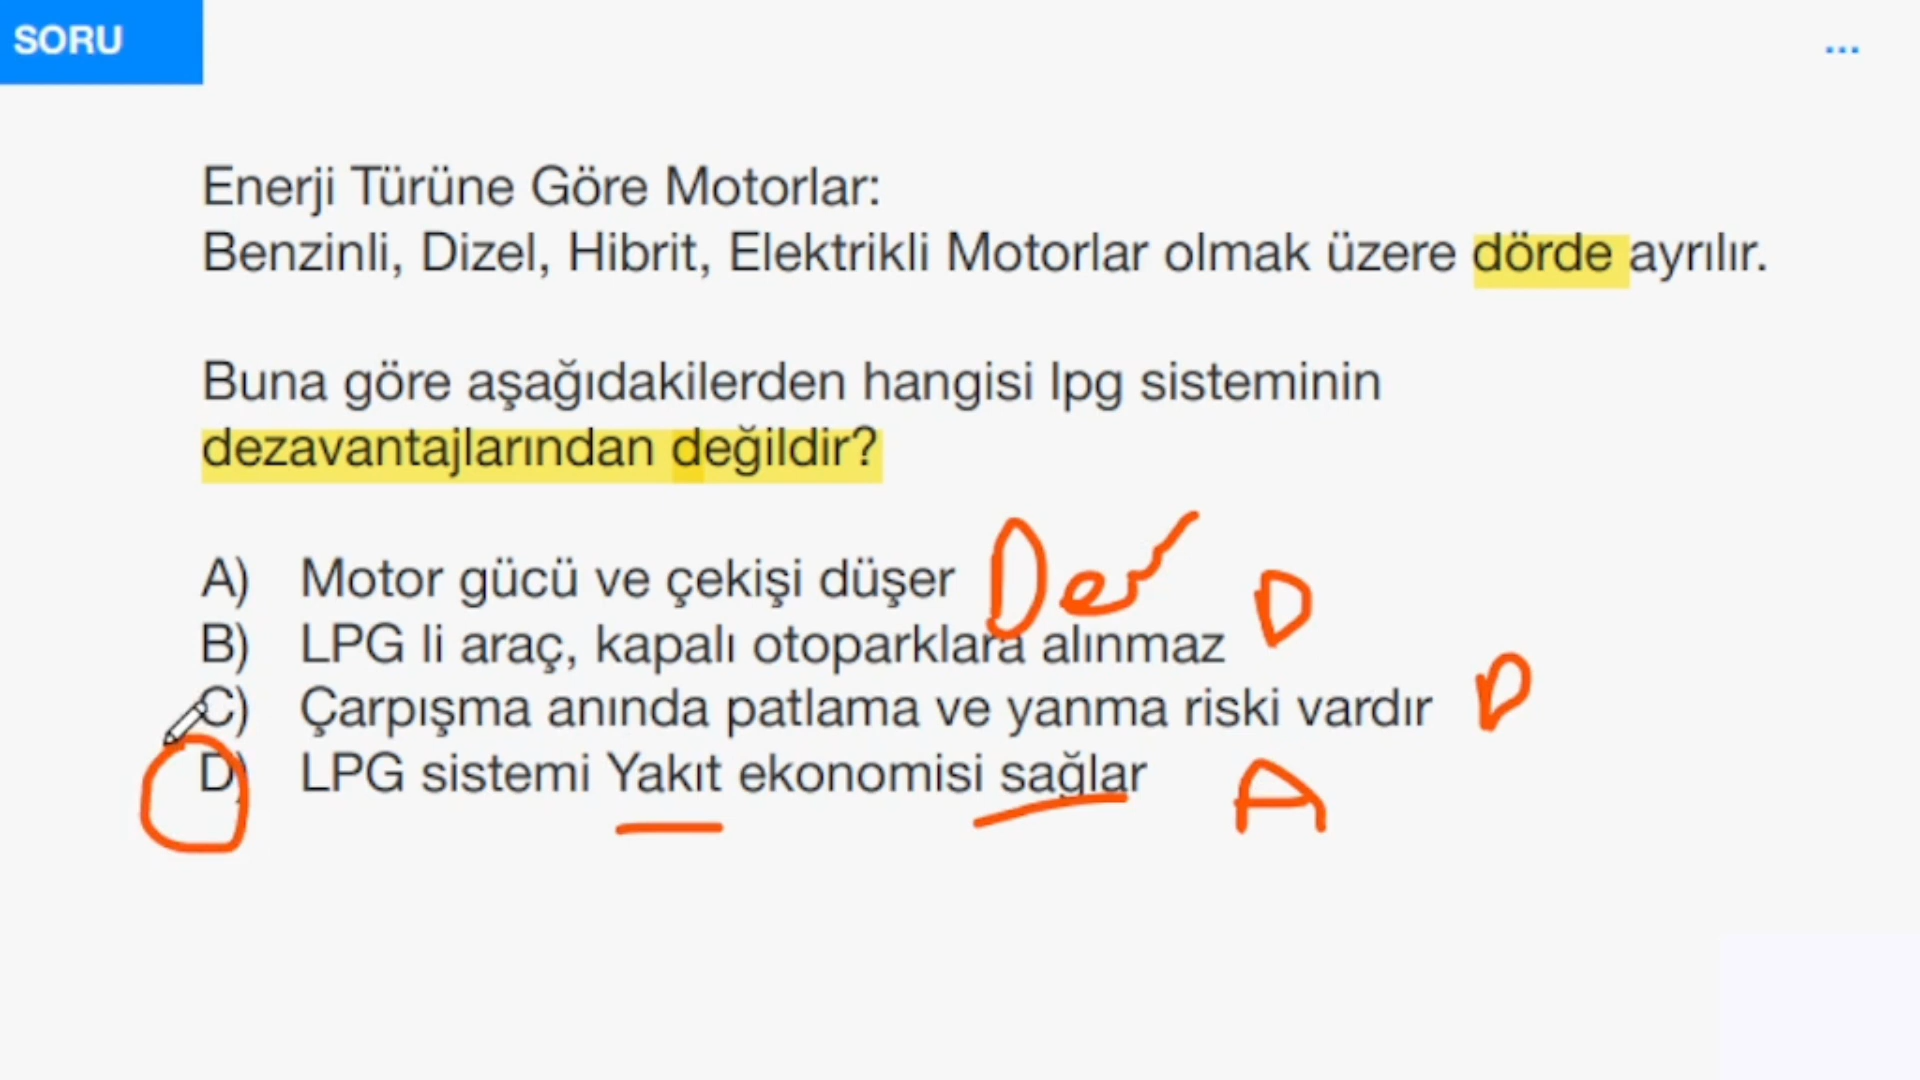 SORU
...
Enerji Türüne Göre Motorlar:
Benzinli, Dizel, Hibrit, Elektrikli Motorlar olmak üzere dörde ayrılır.
Buna göre aşağıdakilerden hangisi lpg sisteminin
dezavantajlarından değildir?
A) Motor gücü ve çekişi düşer
B) LPG li araç, kapalı otoparklara alınmaz D
C) Çarpışma anında patlama ve yanma riski vardır D
D) LPG sistemi Yakıt ekonomisi sağlar A